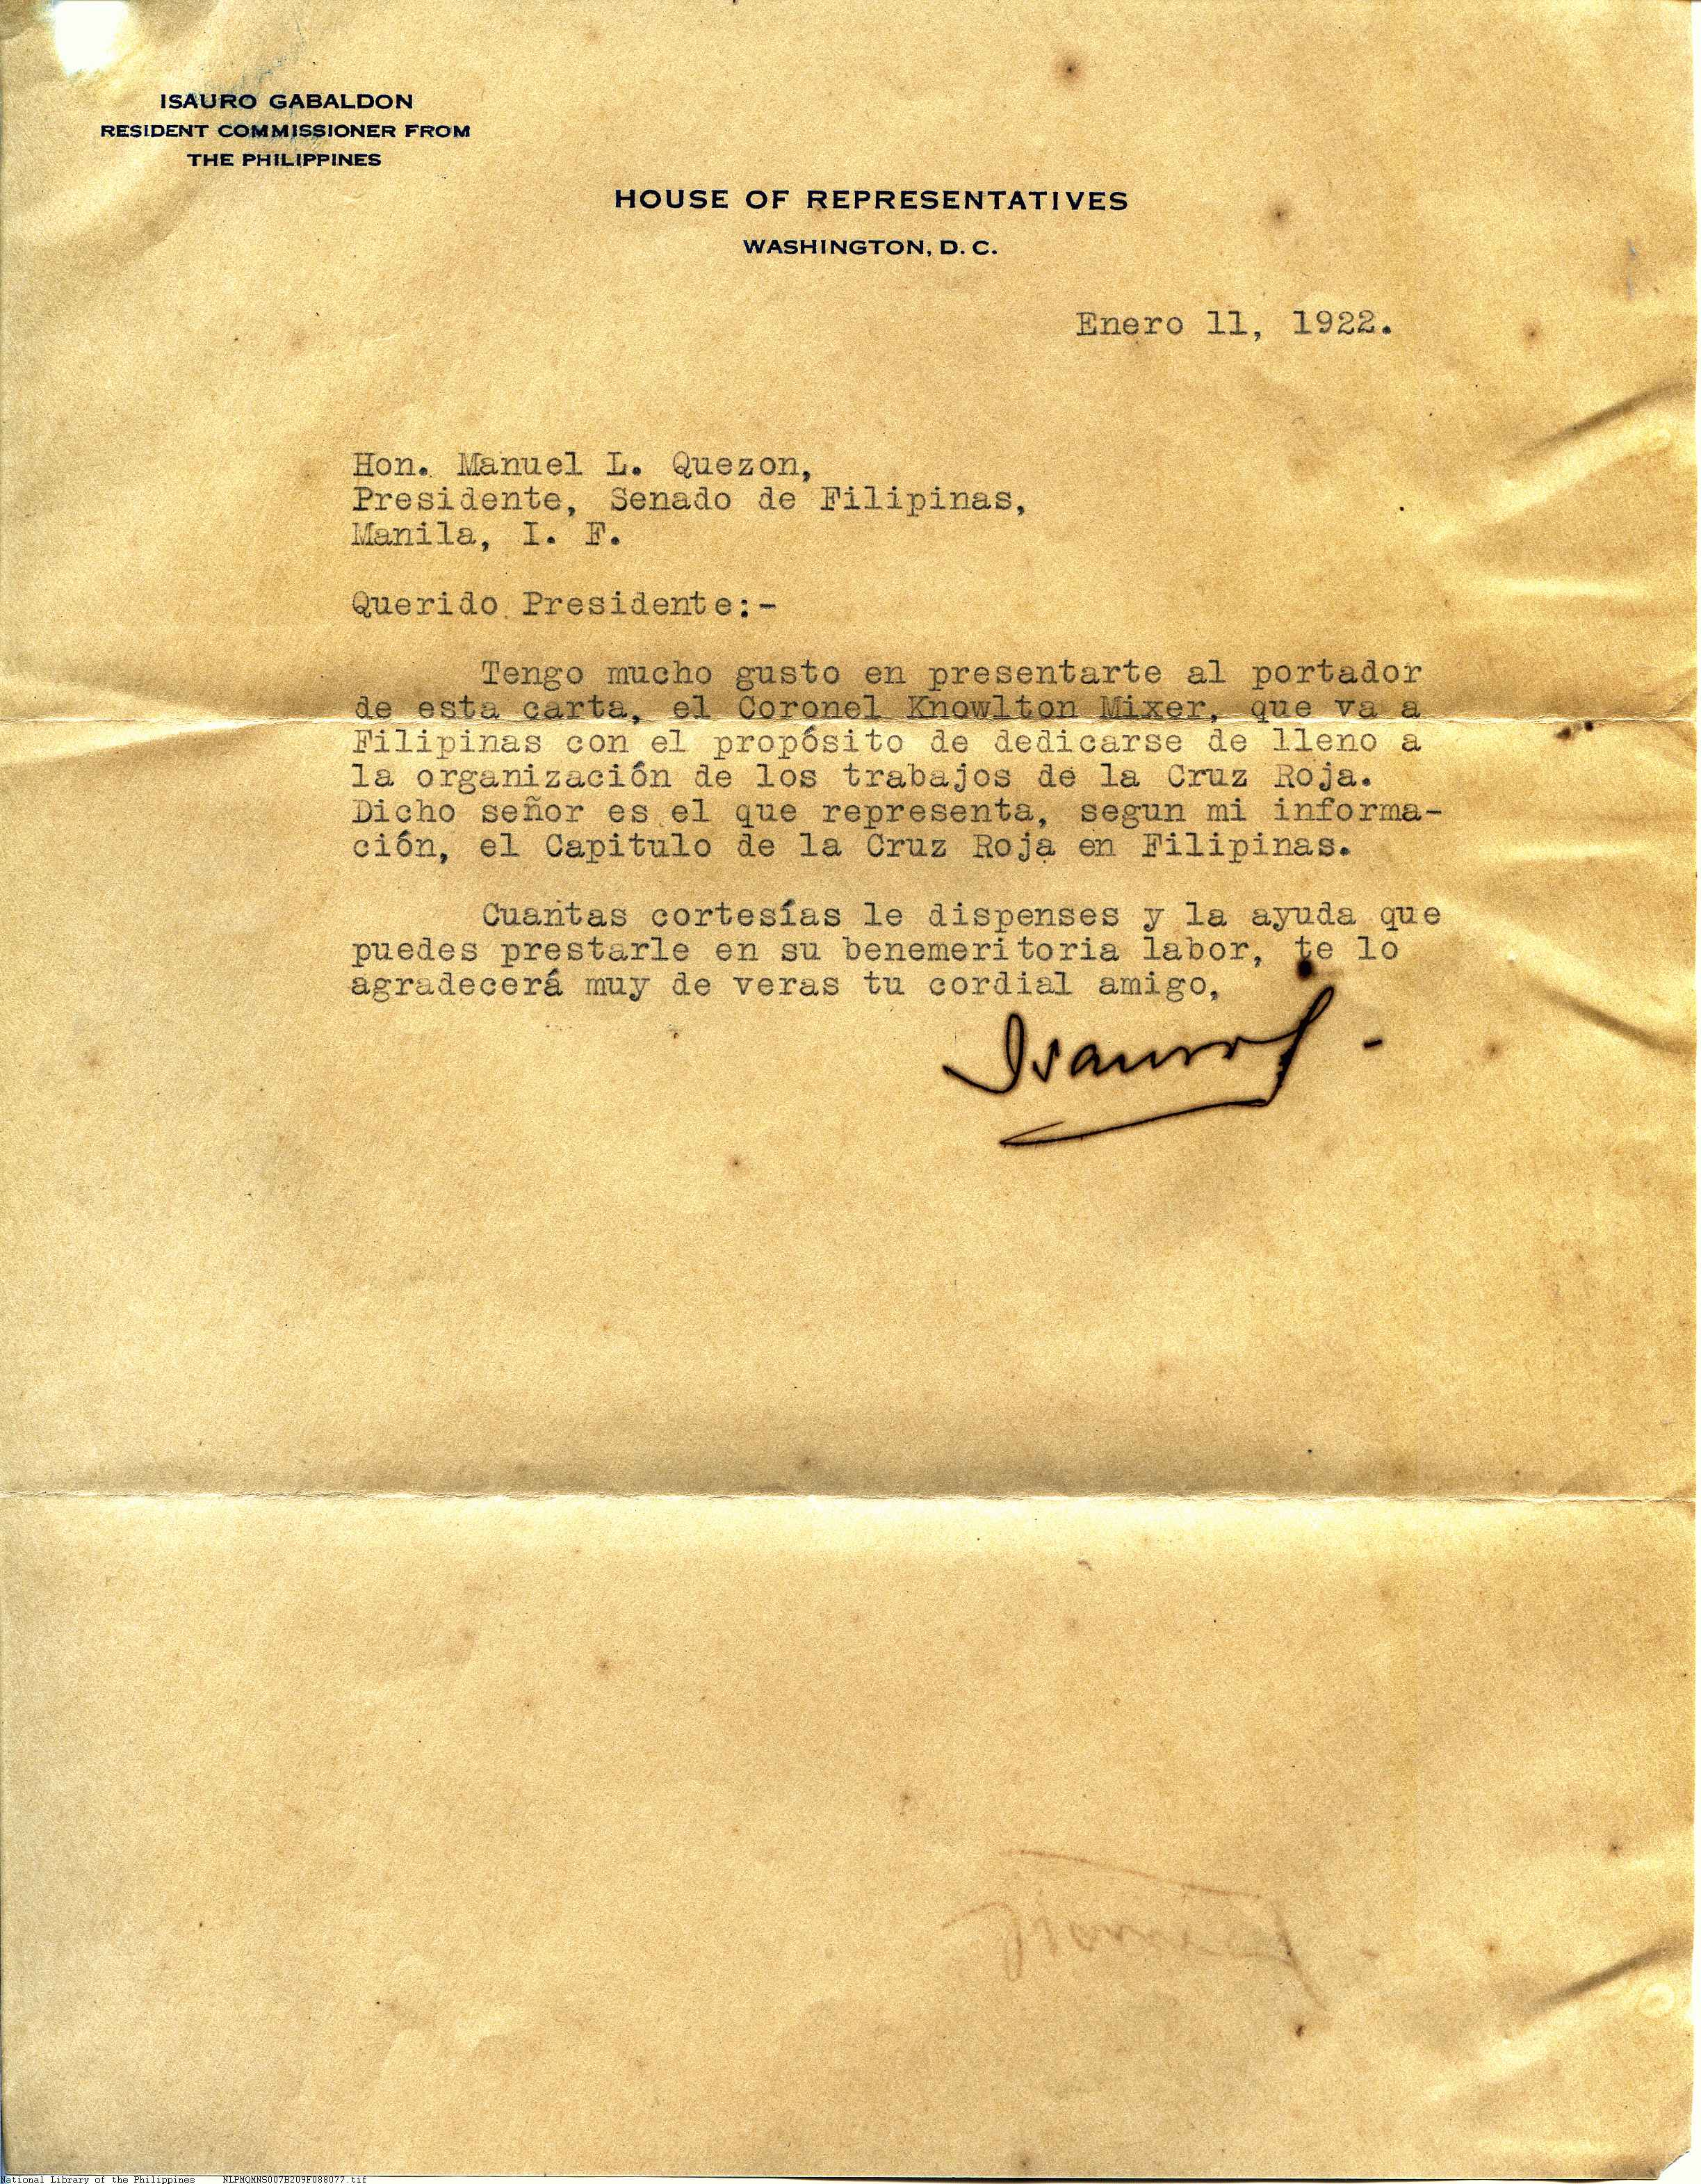 ISAURO GABALDON
RESIDENT COMMISSIONER FROM
THE PHILIPPINES
HOUSE OF REPRESENTATIVES
WASHINGTON, D. C.
Enero 11, 1922.
Hon. Manuel L. Quezon,
Presidente, Senado de Filipinas,
Manila, I. F.
Querido Presidente:-
Tengo mucho gusto en presentarte al portador
de esta carta, el Coronel Knowlton Mixer, que va a
Filipinas con el propósito de dedicarse de lleno a
la organización de los trabajos de la Cruz Roja.
Dicho señor es el que representa, segun mi informa-
ción, el Capitulo de la Cruz Roja en Filipinas.
Cuantas cortesías le dispenses y la ayuda que
puedes prestarle en su benemeritoria labor, te lo
agradecerá muy de veras tu cordial amigo,
Isauro
National Library of the Philippines NLPMQMNS007B209F088077.tif